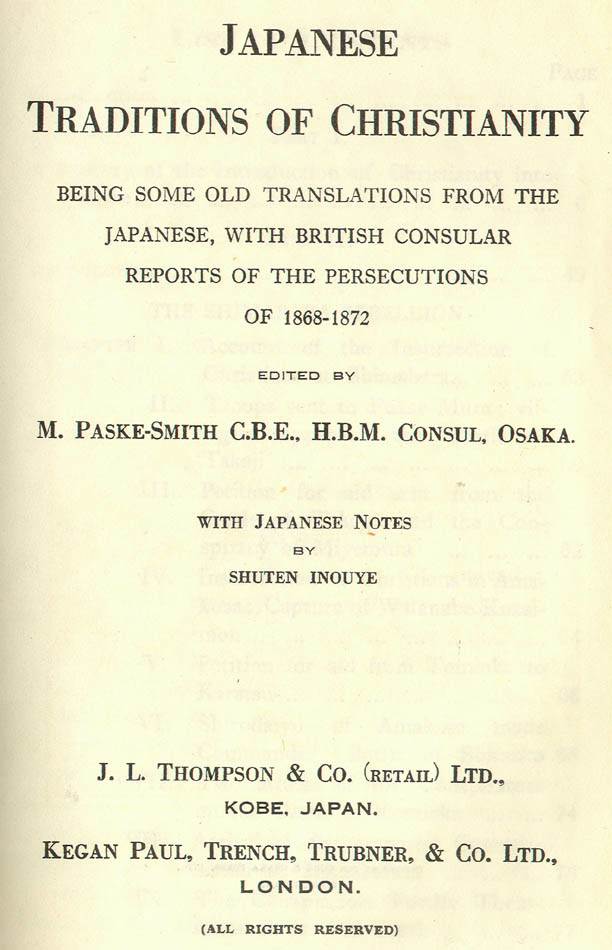 JAPANESE
TRADITIONS OF CHRISTIANITY
BEING SOME OLD TRANSLATIONS FROM THE
JAPANESE, WITH BRITISH CONSULAR
REPORTS OF THE PERSECUTIONS
OF 1868-1872
EDITED BY
M. PASKE-SMITH C.B.E., H.B.M. CONSUL, OSAKA.
WITH JAPANESE NOTES
BY
SHUTEN INOUYE
J. L. THOMPSON & CO. (RETAIL) LTD.,
KOBE, JAPAN.
KEGAN PAUL, TRENCH, TRUBNER, & CO. LTD.,
LONDON.
(ALL RIGHTS RESERVED)